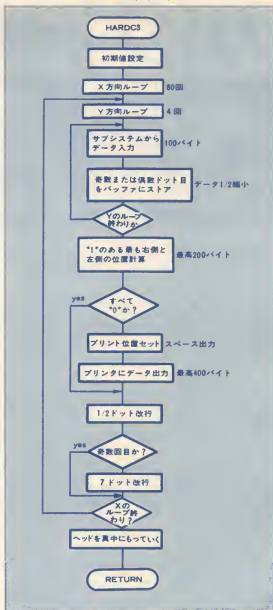 HARDC3
初期値設定
X方向ループ 80回
Y方向ループ 4回
サブシステムから
データ入力
100バイト
奇数または偶数ドット目
をバッファにストア
データ1/2縮小
Yのループ
終わりか
"1"のある最も右側と
左側の位置計算
最高200バイト
yes
すべて
"0"か?
プリント位置セット スペース出力
プリンタにデータ出力 最高400バイト
1/2ドット改行
yes
奇数回目か?
7ドット改行
Xの
ループ終
わり?
ヘッドを真中にもっていく
RETURN